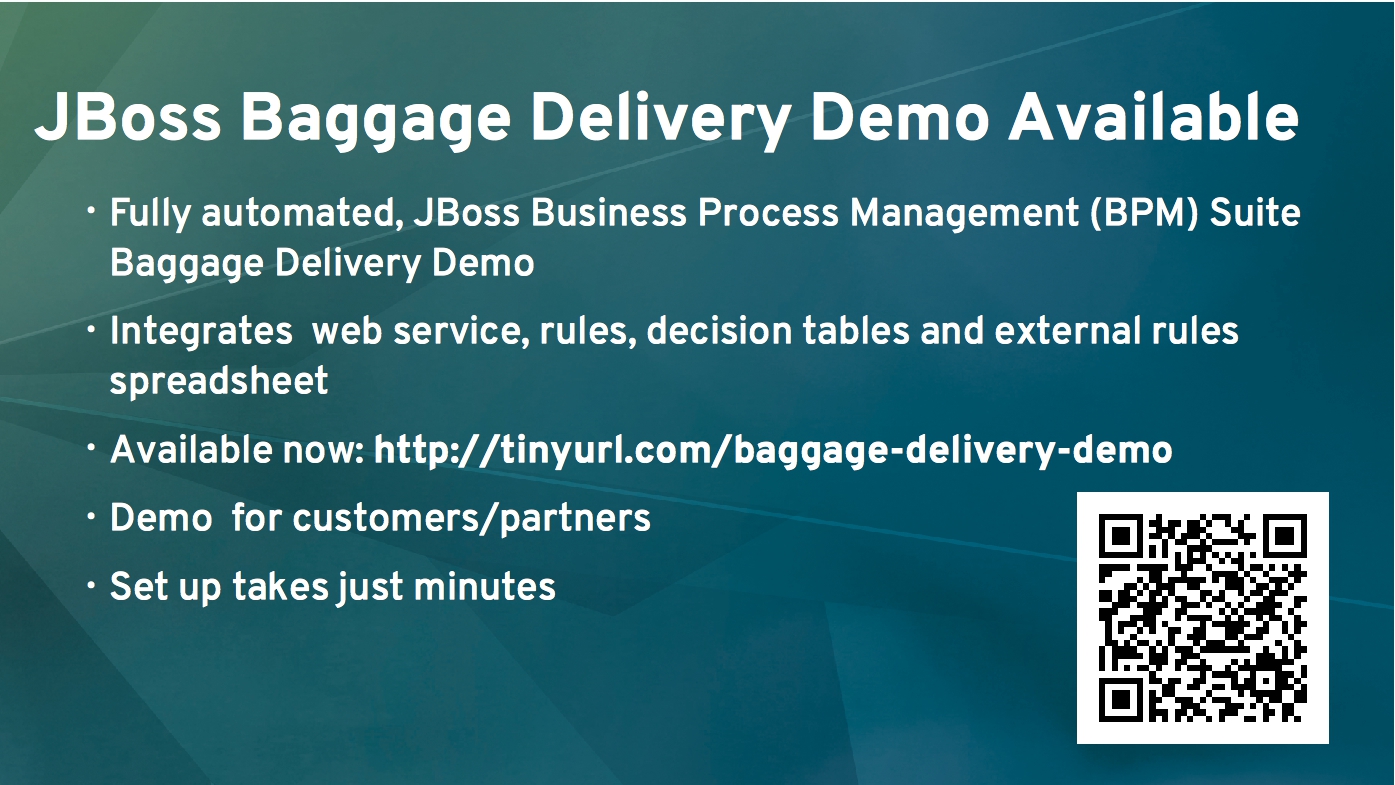 JBoss Baggage Delivery Demo Available
• Fully automated, JBoss Business Process Management (BPM) Suite
Baggage Delivery Demo
• Integrates  web service, rules, decision tables and external rules
spreadsheet
• Available now: http://tinyurl.com/baggage-delivery-demo
• Demo  for customers/partners
• Set up takes just minutes